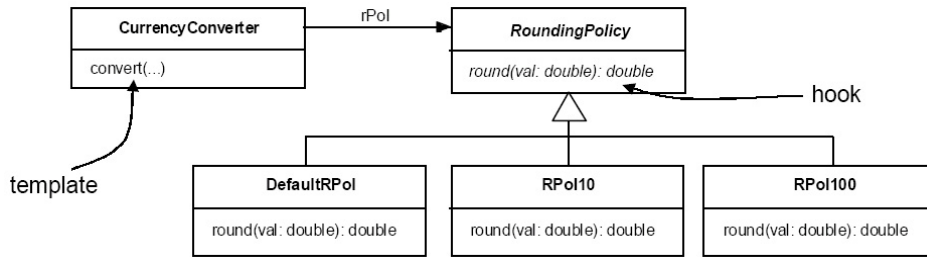 CurrencyConverter
convert(...)
rPol
RoundingPolicy
round(val: double): double
hook
template
DefaultRPol
round(val: double): double
RPol10
round(val: double): double
RPol100
round(val: double): double